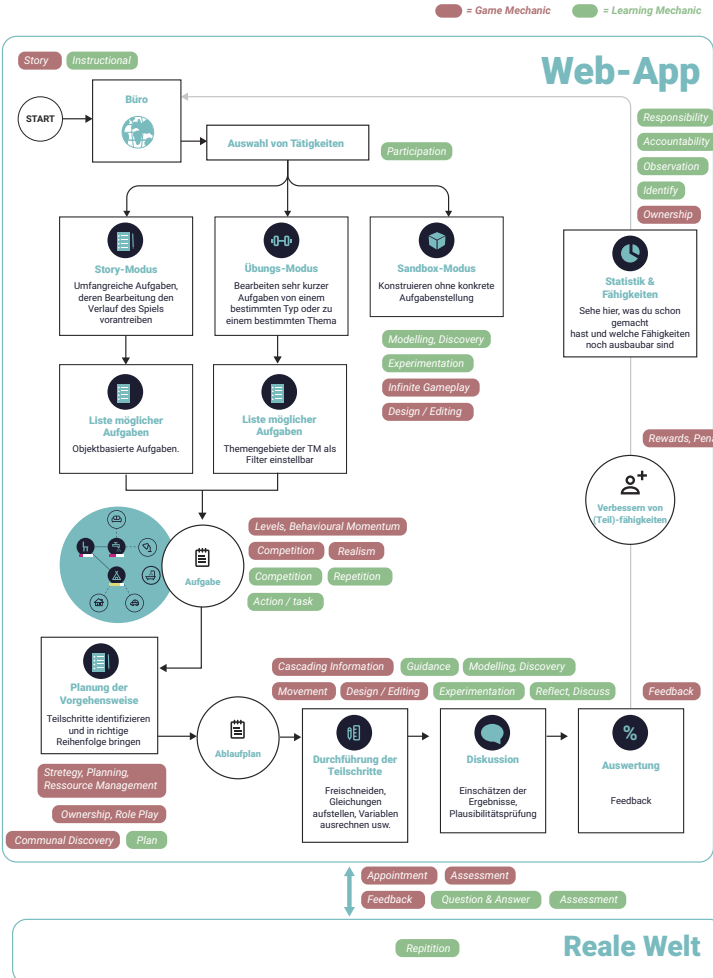 = Game Mechanic
= Learning Mechanic
Web-App
Story
Instructional
START
Büro
Auswahl von Tätigkeiten
Participation
Responsibility
Accountability
Observation
Identify
Ownership
Story-Modus
Umfangreiche Aufgaben,
deren Bearbeitung den
Verlauf des Spiels
vorantreiben
Übungs-Modus
Bearbeiten sehr kurzer
Aufgaben von einem
bestimmten Typ oder zu
einem bestimmten Thema
Sandbox-Modus
Konstruieren ohne konkrete
Aufgabenstellung
Statistik &
Fähigkeiten
Sehe hier, was du schon
gemacht
hast und welche Fähigkeiten
noch ausbaubar sind
Modelling, Discovery
Experimentation
Infinite Gameplay
Design / Editing
Liste möglicher
Aufgaben
Objektbasierte Aufgaben.
Liste möglicher
Aufgaben
Themengebiete der TM als
Filter einstellbar
Rewards, Pen
Verbessern von
(Teil)-fähigkeiten
Aufgabe
Levels, Behavioural Momentum
Competition
Realism
Competition
Repetition
Action / task
Planung der
Vorgehensweise
Teilschritte identifizieren
und in richtige
Reihenfolge bringen
Cascading Information
Guidance
Modelling, Discovery
Movement
Design / Editing
Experimentation
Reflect, Discuss
Feedback
Ablaufplan
Durchführung der
Teilschritte
Freischneiden,
Gleichungen
aufstellen, Variablen
ausrechnen usw.
Diskussion
Einschätzen der
Ergebnisse,
Plausibilitätsprüfung
%
Auswertung
Feedback
Stretegy, Planning,
Ressource Management
Ownership, Role Play
Communal Discovery
Plan
Appointment
Assessment
Feedback
Question & Answer
Assessment
Repitition
Reale Welt